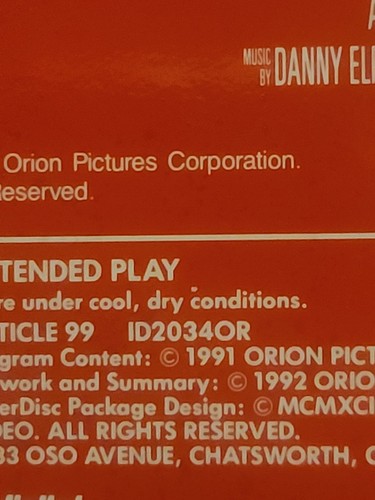 MUSIC
BY DANNY EL
Orion Pictures Corporation.
eserved.
TENDED PLAY
re under cool, dry conditions.
TICLE 99 ID2034OR
gram Content: © 1991 ORION PICT
work and Summary: © 1992 ORIO
erDisc Package Design: © MCMXCI
DEO. ALL RIGHTS RESERVED.
33 OSO AVENUE, CHATSWORTH, C